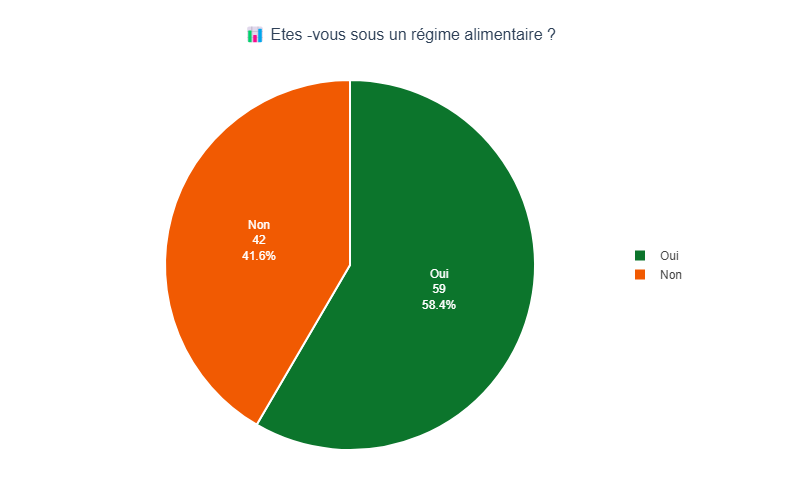 📊 Etes -vous sous un régime alimentaire ?
Non
42
41.6%
Oui
59
58.4%
Oui
Non